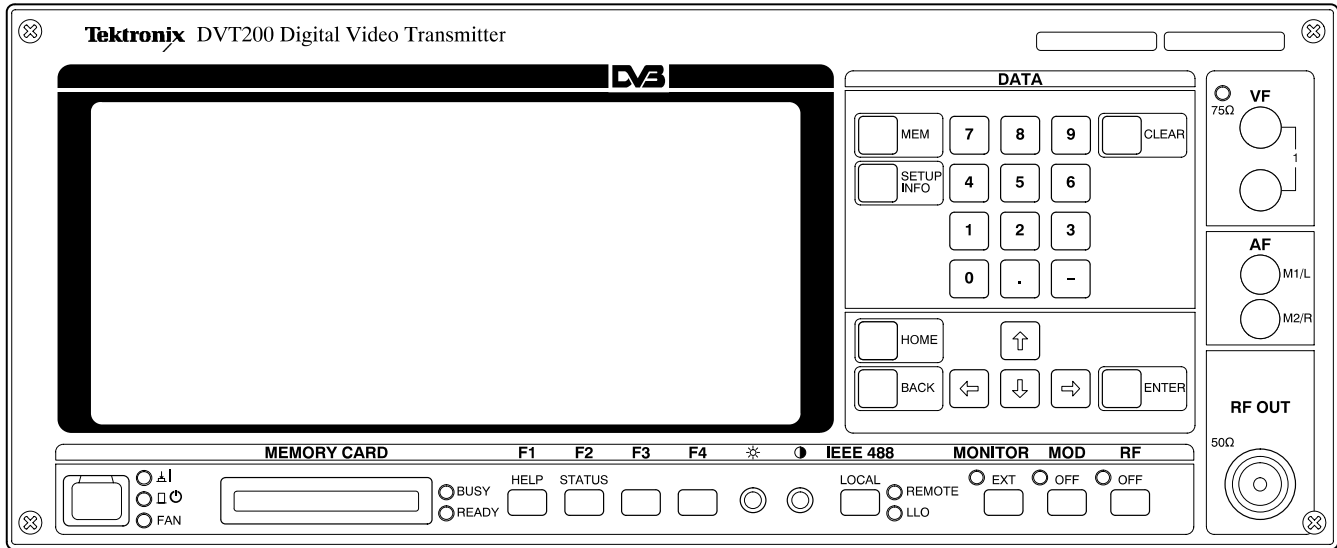 Tektronix DVT200 Digital Video Transmitter
DVB
DATA
MEM 7 8 9 CLEAR
SETUP INFO 4 5 6
1 2 3
0 . –
HOME
BACK ENTER
75Ω VF
1
AF
M1/L
M2/R
RF OUT
50Ω
MEMORY CARD F1 F2 F3 F4 IEEE 488 MONITOR MOD RF
HELP STATUS LOCAL EXT OFF OFF
FAN
BUSY
READY
REMOTE
LLO